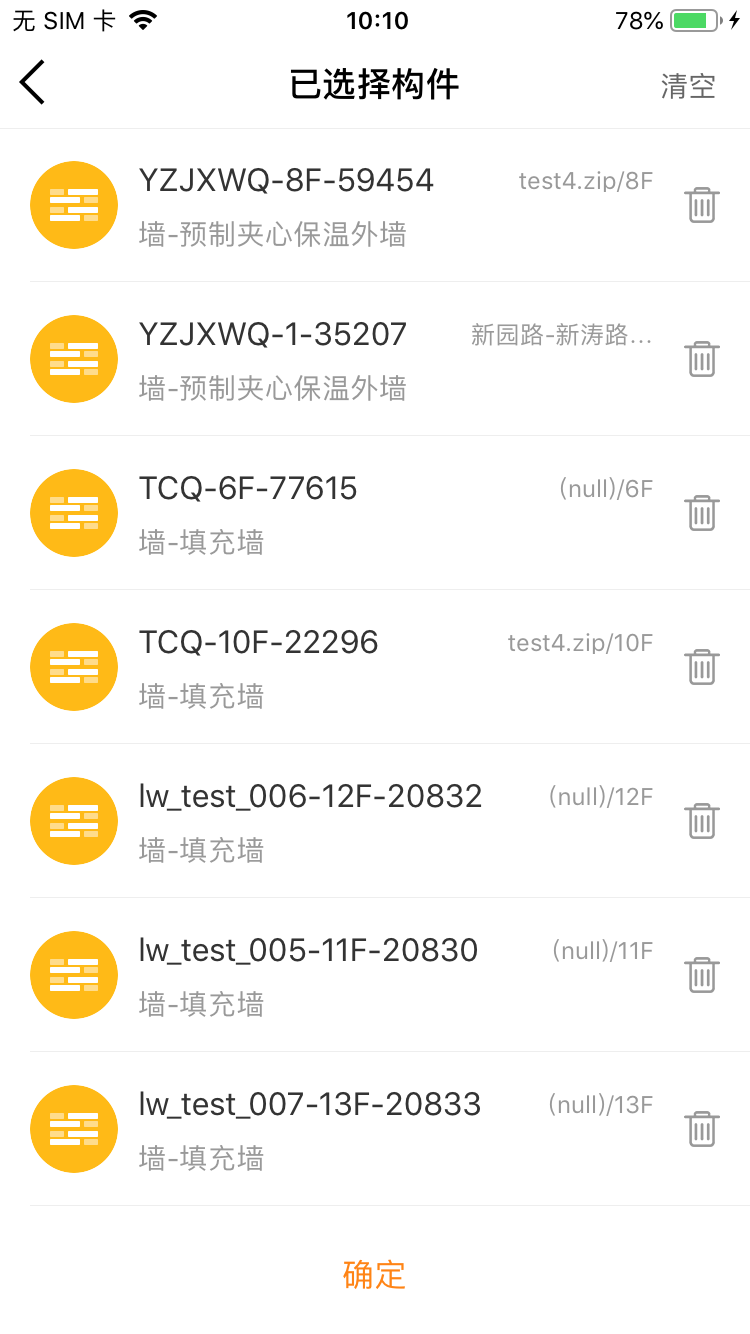 无 SIM 卡
10:10
78%
已选择构件
清空
YZJXWQ-8F-59454
test4.zip/8F
墙-预制夹心保温外墙
YZJXWQ-1-35207
新园路-新涛路...
墙-预制夹心保温外墙
TCQ-6F-77615
(null)/6F
墙-填充墙
TCQ-10F-22296
test4.zip/10F
墙-填充墙
lw_test_006-12F-20832
(null)/12F
墙-填充墙
lw_test_005-11F-20830
(null)/11F
墙-填充墙
lw_test_007-13F-20833
(null)/13F
墙-填充墙
确定